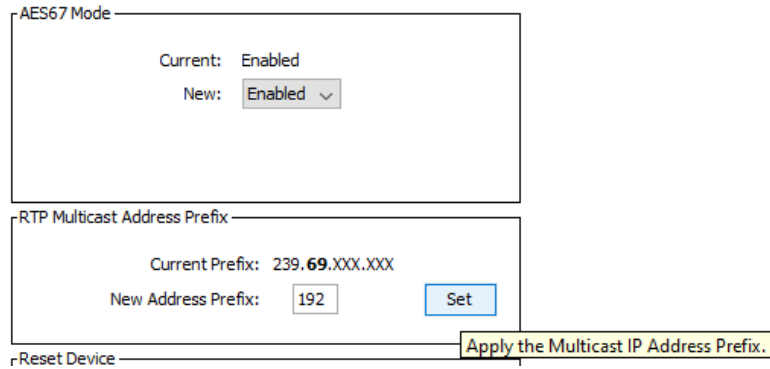 AES67 Mode
Current: Enabled
New: Enabled
RTP Multicast Address Prefix
Current Prefix: 239.69.XXX.XXX
New Address Prefix: 192 Set
Apply the Multicast IP Address Prefix.
Reset Device